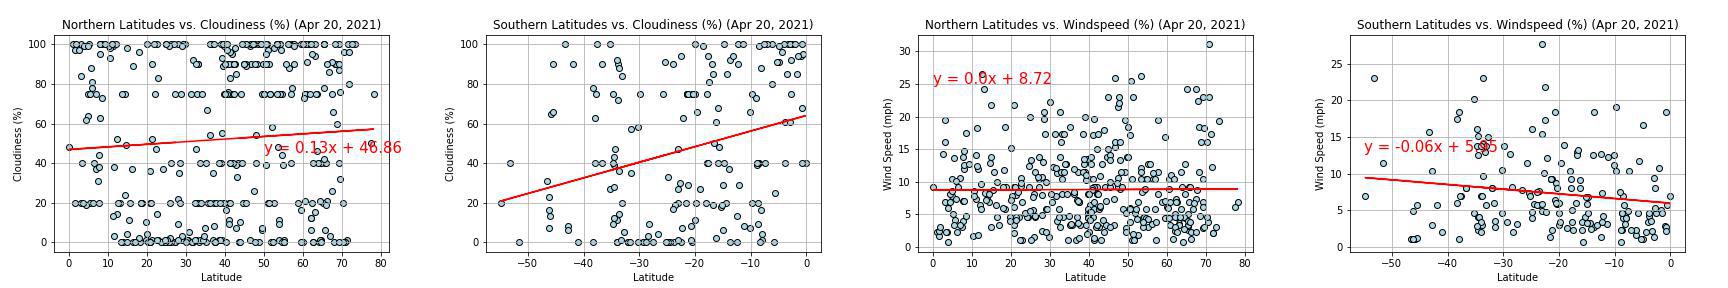 Northern Latitudes vs. Cloudiness (%) (Apr 20, 2021)
100
80
60
40
20
0
Cloudiness (%)
y = 0.13x + 46.86
0 10 20 30 40 50 60 70 80
Latitude
Southern Latitudes vs. Cloudiness (%) (Apr 20, 2021)
100
80
60
40
20
0
Cloudiness (%)
−50 −40 −30 −20 −10 0
Latitude
Northern Latitudes vs. Windspeed (%) (Apr 20, 2021)
30
25
20
15
10
5
0
Wind Speed (mph)
y = 0.0x + 8.72
0 10 20 30 40 50 60 70 80
Latitude
Southern Latitudes vs. Windspeed (%) (Apr 20, 2021)
25
20
15
10
5
0
Wind Speed (mph)
y = -0.06x +
−50 −40 −30 −20 −10 0
Latitude